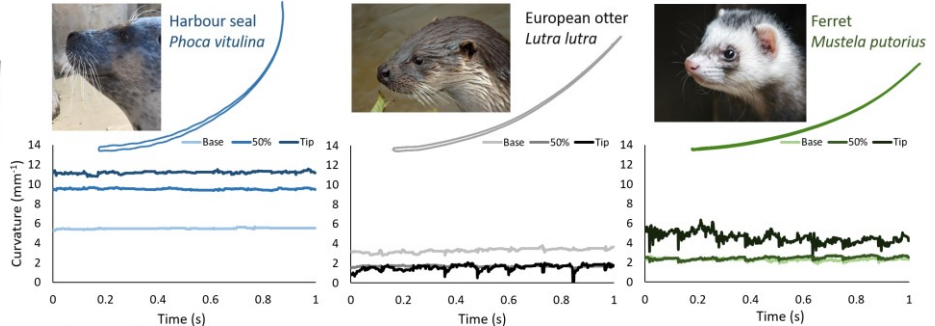 Harbour seal
Phoca vitulina
European otter
Lutra lutra
Ferret
Mustela putorius
Base 50% Tip
14
12
10
8
6
4
2
0
Curvature (mm⁻¹)
0 0.2 0.4 0.6 0.8 1
Time (s)
Base 50% Tip
14
12
10
8
6
4
2
0
0 0.2 0.4 0.6 0.8 1
Time (s)
Base 50% Tip
14
12
10
8
6
4
2
0
0 0.2 0.4 0.6 0.8 1
Time (s)